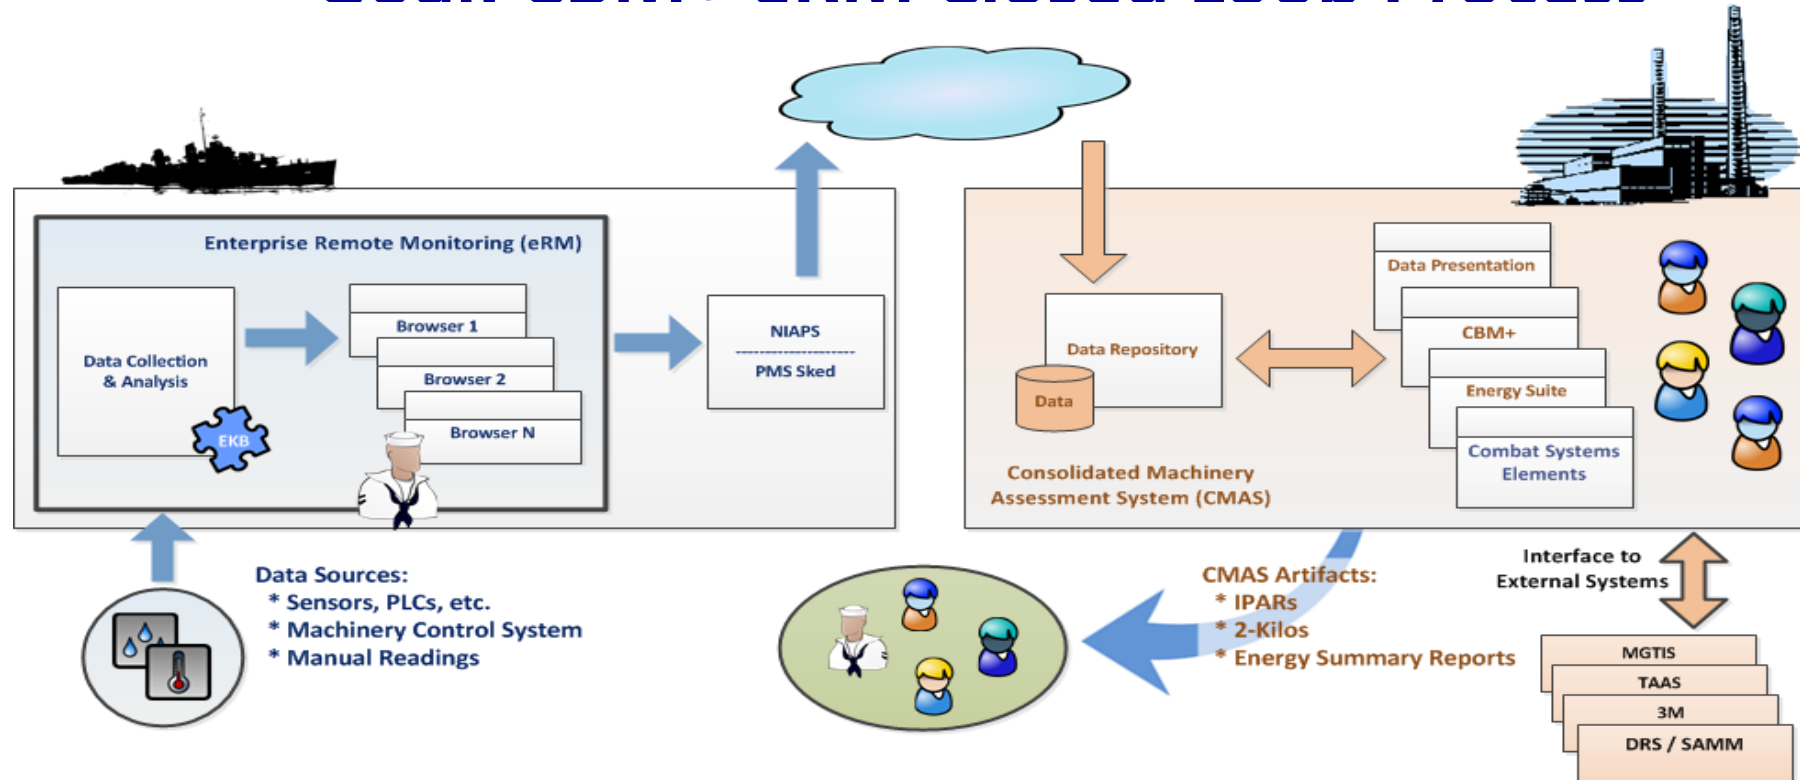 Enterprise Remote Monitoring (eRM)
Data Collection
& Analysis
EKB
Browser 1
Browser 2
Browser N
NIAPS
--------------------
PMS Sked
Data Sources:
* Sensors, PLCs, etc.
* Machinery Control System
* Manual Readings
Data Repository
Data
Consolidated Machinery
Assessment System (CMAS)
Data Presentation
CBM+
Energy Suite
Combat Systems
Elements
CMAS Artifacts:
* IPARs
* 2-Kilos
* Energy Summary Reports
Interface to
External Systems
MGTIS
TAAS
3M
DRS / SAMM